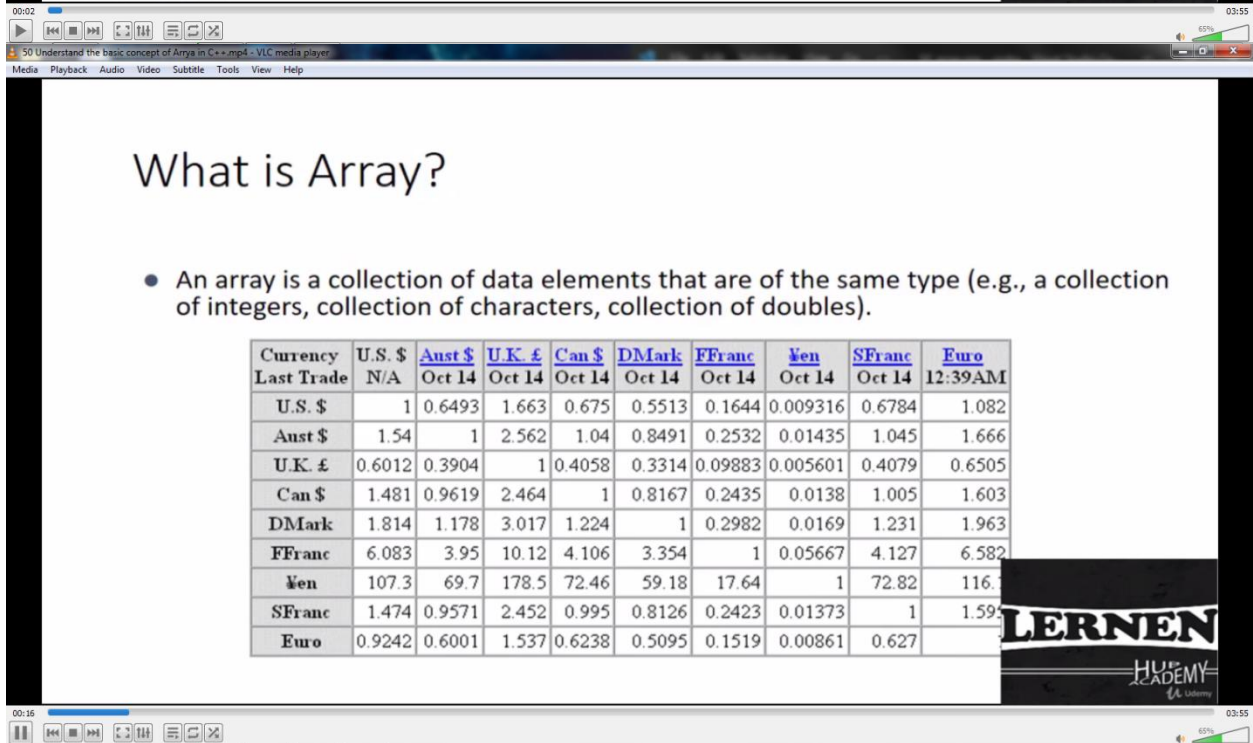 00:02 03:55
65%
50 Understand the basic concept of Arrya in C++.mp4 - VLC media player
Media Playback Audio Video Subtitle Tools View Help
What is Array?
• An array is a collection of data elements that are of the same type (e.g., a collection
of integers, collection of characters, collection of doubles).
Currency U.S. $ Aust $ U.K. £ Can $ DMark FFranc ¥en SFranc Euro
Last Trade N/A Oct 14 Oct 14 Oct 14 Oct 14 Oct 14 Oct 14 Oct 14 12:39AM
U.S. $ 1 0.6493 1.663 0.675 0.5513 0.1644 0.009316 0.6784 1.082
Aust $ 1.54 1 2.562 1.04 0.8491 0.2532 0.01435 1.045 1.666
U.K. £ 0.6012 0.3904 1 0.4058 0.3314 0.09883 0.005601 0.4079 0.6505
Can $ 1.481 0.9619 2.464 1 0.8167 0.2435 0.0138 1.005 1.603
DMark 1.814 1.178 3.017 1.224 1 0.2982 0.0169 1.231 1.963
FFranc 6.083 3.95 10.12 4.106 3.354 1 0.05667 4.127 6.582
¥en 107.3 69.7 178.5 72.46 59.18 17.64 1 72.82 116.
SFranc 1.474 0.9571 2.452 0.995 0.8126 0.2423 0.01373 1 1.59
Euro 0.9242 0.6001 1.537 0.6238 0.5095 0.1519 0.00861 0.627
LERNEN
HUB
ACADEMY
Udemy
00:16 03:55
65%